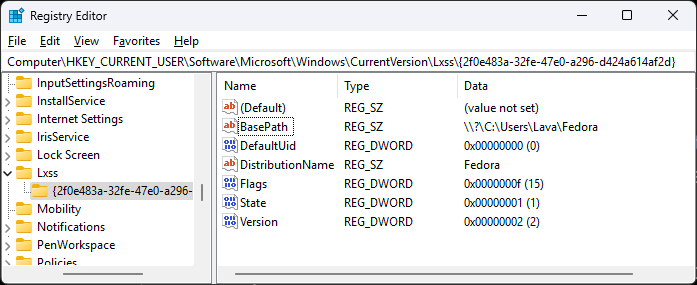 Registry Editor
File Edit View Favorites Help
Computer\HKEY_CURRENT_USER\Software\Microsoft\Windows\CurrentVersion\Lxss\{2f0e483a-32fe-47e0-a296-d424a614af2d}
InputSettingsRoaming
InstallService
Internet Settings
IrisService
Lock Screen
Lxss
{2f0e483a-32fe-47e0-a296-
Mobility
Notifications
PenWorkspace
Policies
Name Type Data
(Default) REG_SZ (value not set)
BasePath REG_SZ \\?\C:\Users\Lava\Fedora
DefaultUid REG_DWORD 0x00000000 (0)
DistributionName REG_SZ Fedora
Flags REG_DWORD 0x0000000f (15)
State REG_DWORD 0x00000001 (1)
Version REG_DWORD 0x00000002 (2)